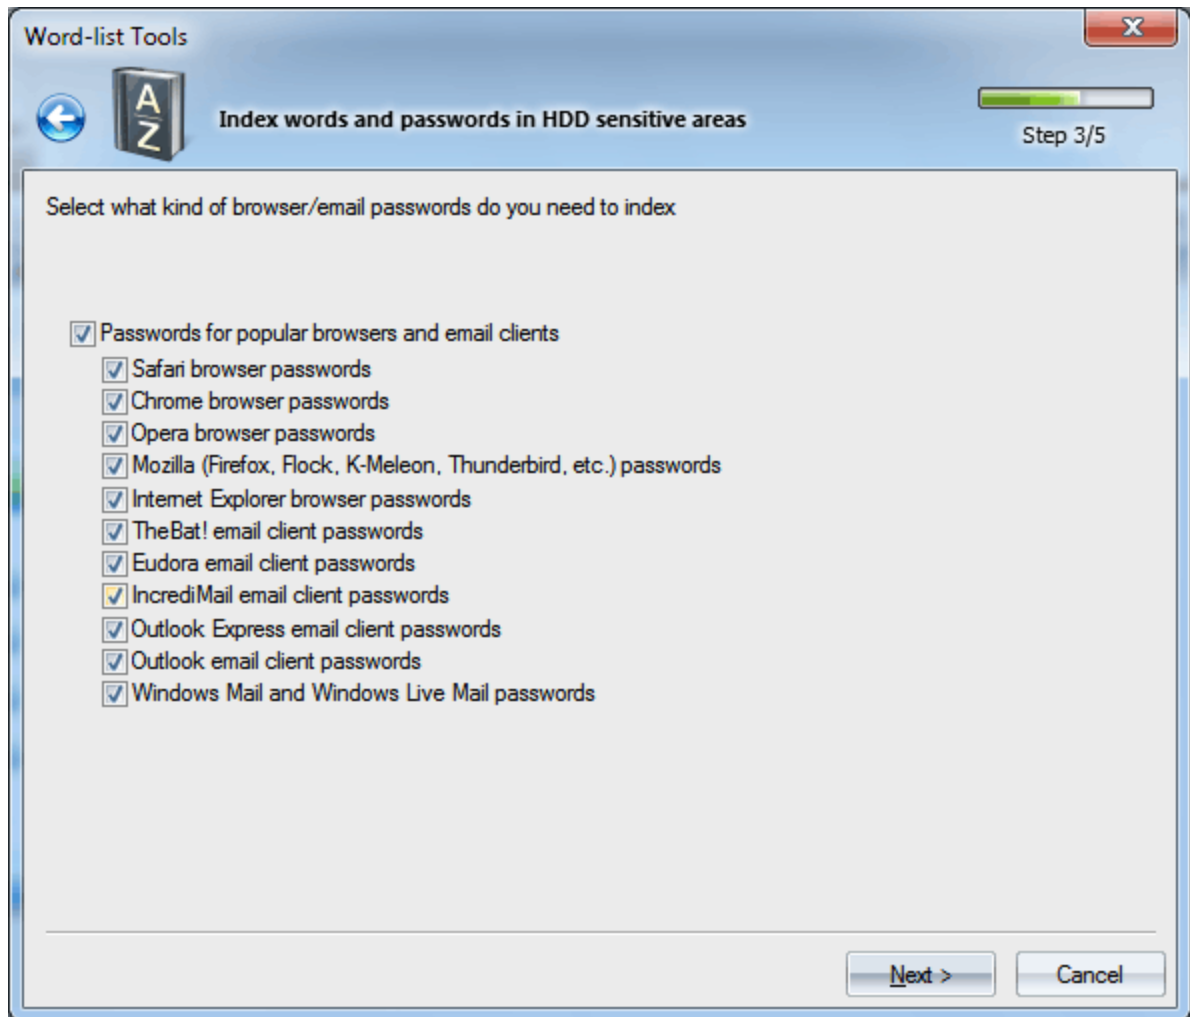 Word-list Tools
A
Z
Index words and passwords in HDD sensitive areas
Step 3/5
Select what kind of browser/email passwords do you need to index
Passwords for popular browsers and email clients
Safari browser passwords
Chrome browser passwords
Opera browser passwords
Mozilla (Firefox, Flock, K-Meleon, Thunderbird, etc.) passwords
Internet Explorer browser passwords
TheBat! email client passwords
Eudora email client passwords
IncrediMail email client passwords
Outlook Express email client passwords
Outlook email client passwords
Windows Mail and Windows Live Mail passwords
Next > Cancel